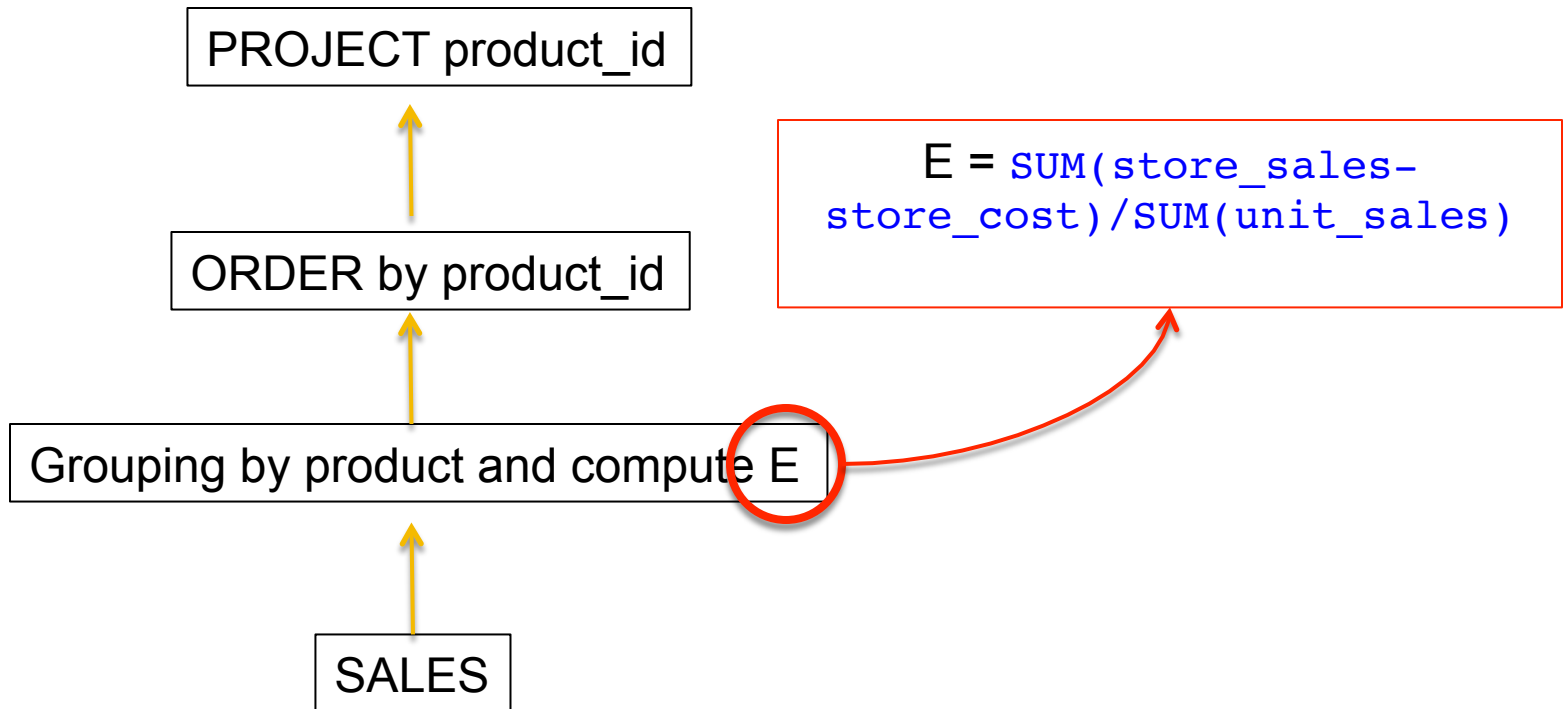 PROJECT product_id
E = SUM(store_sales-
store_cost)/SUM(unit_sales)
ORDER by product_id
Grouping by product and compute E
SALES